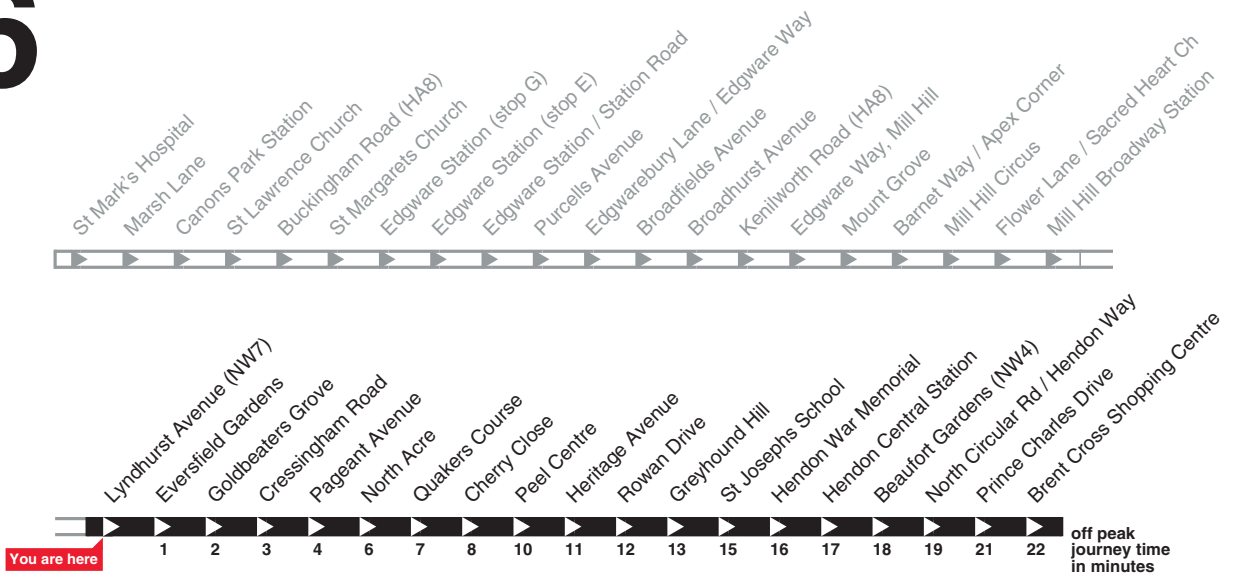 St Mark's Hospital
Marsh Lane
Canons Park Station
St Lawrence Church
Buckingham Road (HA8)
St Margarets Church
Edgware Station (stop G)
Edgware Station (stop E)
Edgware Station / Station Road
Purcells Avenue
Edgwarebury Lane / Edgware Way
Broadfields Avenue
Broadhurst Avenue
Kenilworth Road (HA8)
Edgware Way, Mill Hill
Mount Grove
Barnet Way / Apex Corner
Mill Hill Circus
Flower Lane / Sacred Heart Ch
Mill Hill Broadway Station
Lyndhurst Avenue (NW7)
Eversfield Gardens
Goldbeaters Grove
Cressingham Road
Pageant Avenue
North Acre
Quakers Course
Cherry Close
Peel Centre
Heritage Avenue
Rowan Drive
Greyhound Hill
St Josephs School
Hendon War Memorial
Hendon Central Station
Beaufort Gardens (NW4)
North Circular Rd / Hendon Way
Prince Charles Drive
Brent Cross Shopping Centre
You are here
1 2 3 4 6 7 8 10 11 12 13 15 16 17 18 19 21 22
off peak
journey time
in minutes